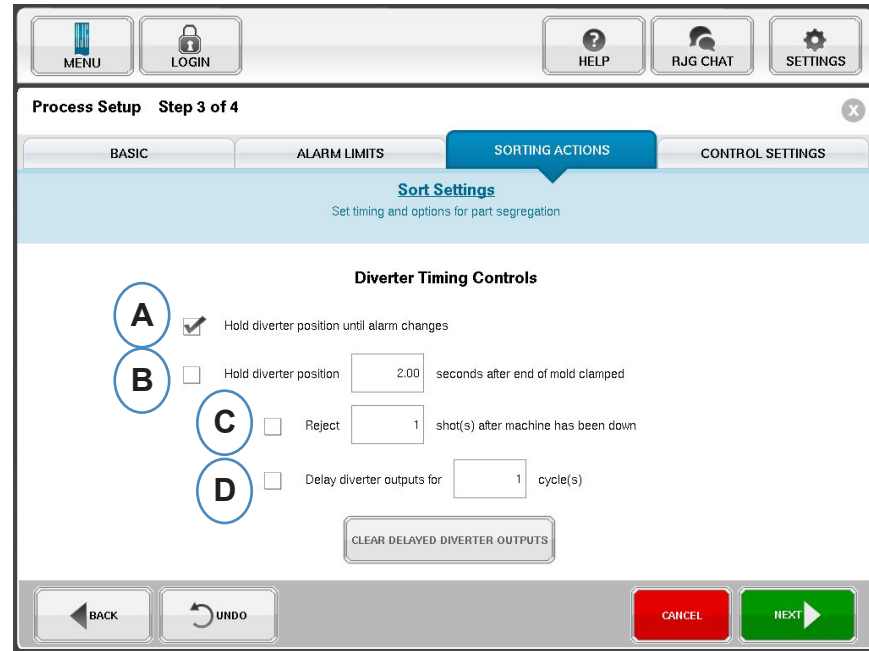 MENU
LOGIN
HELP
RJG CHAT
SETTINGS
Process Setup Step 3 of 4
X
BASIC
ALARM LIMITS
SORTING ACTIONS
CONTROL SETTINGS
Sort Settings
Set timing and options for part segregation
Diverter Timing Controls
A Hold diverter position until alarm changes
B Hold diverter position 2.00 seconds after end of mold clamped
C Reject 1 shot(s) after machine has been down
D Delay diverter outputs for 1 cycle(s)
CLEAR DELAYED DIVERTER OUTPUTS
BACK
UNDO
CANCEL
NEXT